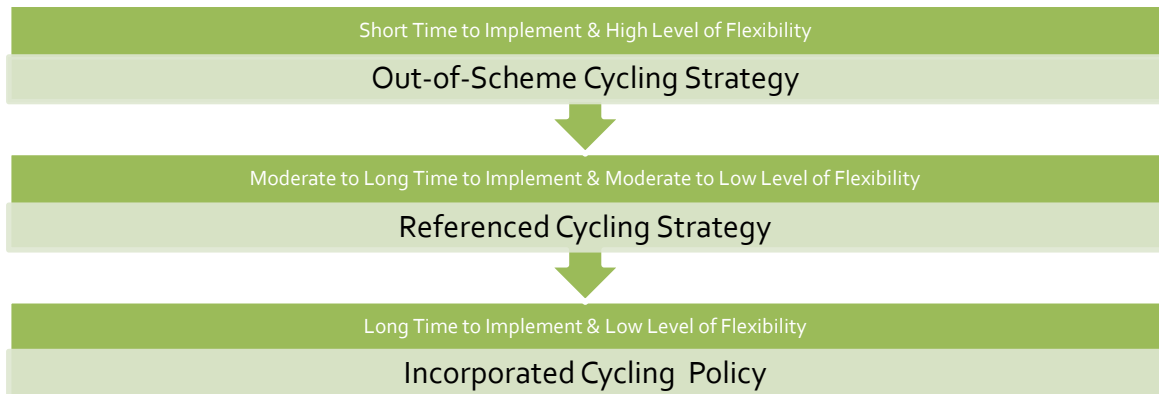 Short Time to Implement & High Level of Flexibility
Out-of-Scheme Cycling Strategy
Moderate to Long Time to Implement & Moderate to Low Level of Flexibility
Referenced Cycling Strategy
Long Time to Implement & Low Level of Flexibility
Incorporated Cycling Policy